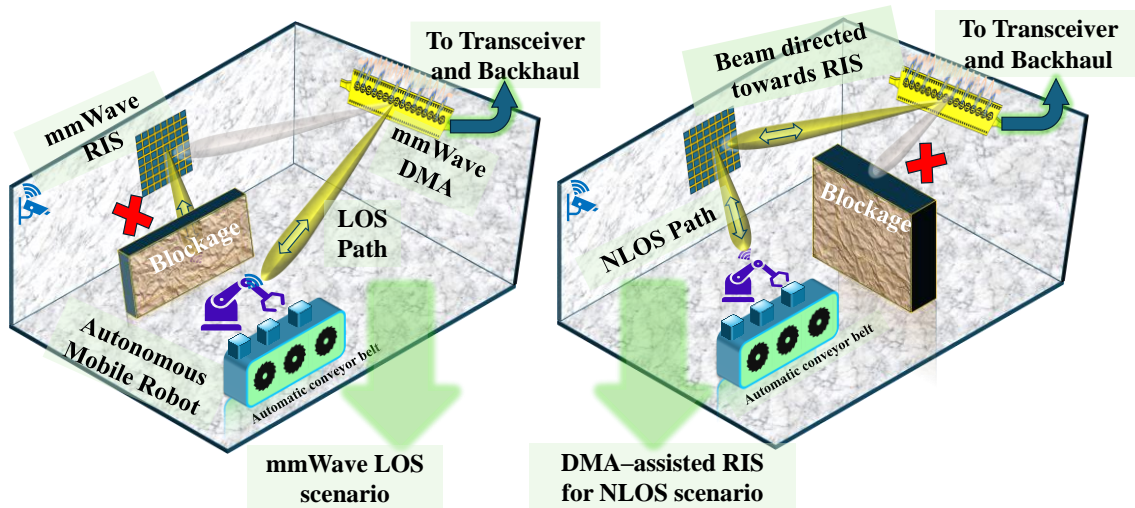 To Transceiver
and Backhaul
mmWave
RIS
mmWave
DMA
LOS
Path
Blockage
Autonomous
Mobile Robot
Automatic conveyor belt
mmWave LOS
scenario
Beam directed
towards RIS
To Transceiver
and Backhaul
Blockage
NLOS Path
Automatic conveyor belt
DMA–assisted RIS
for NLOS scenario